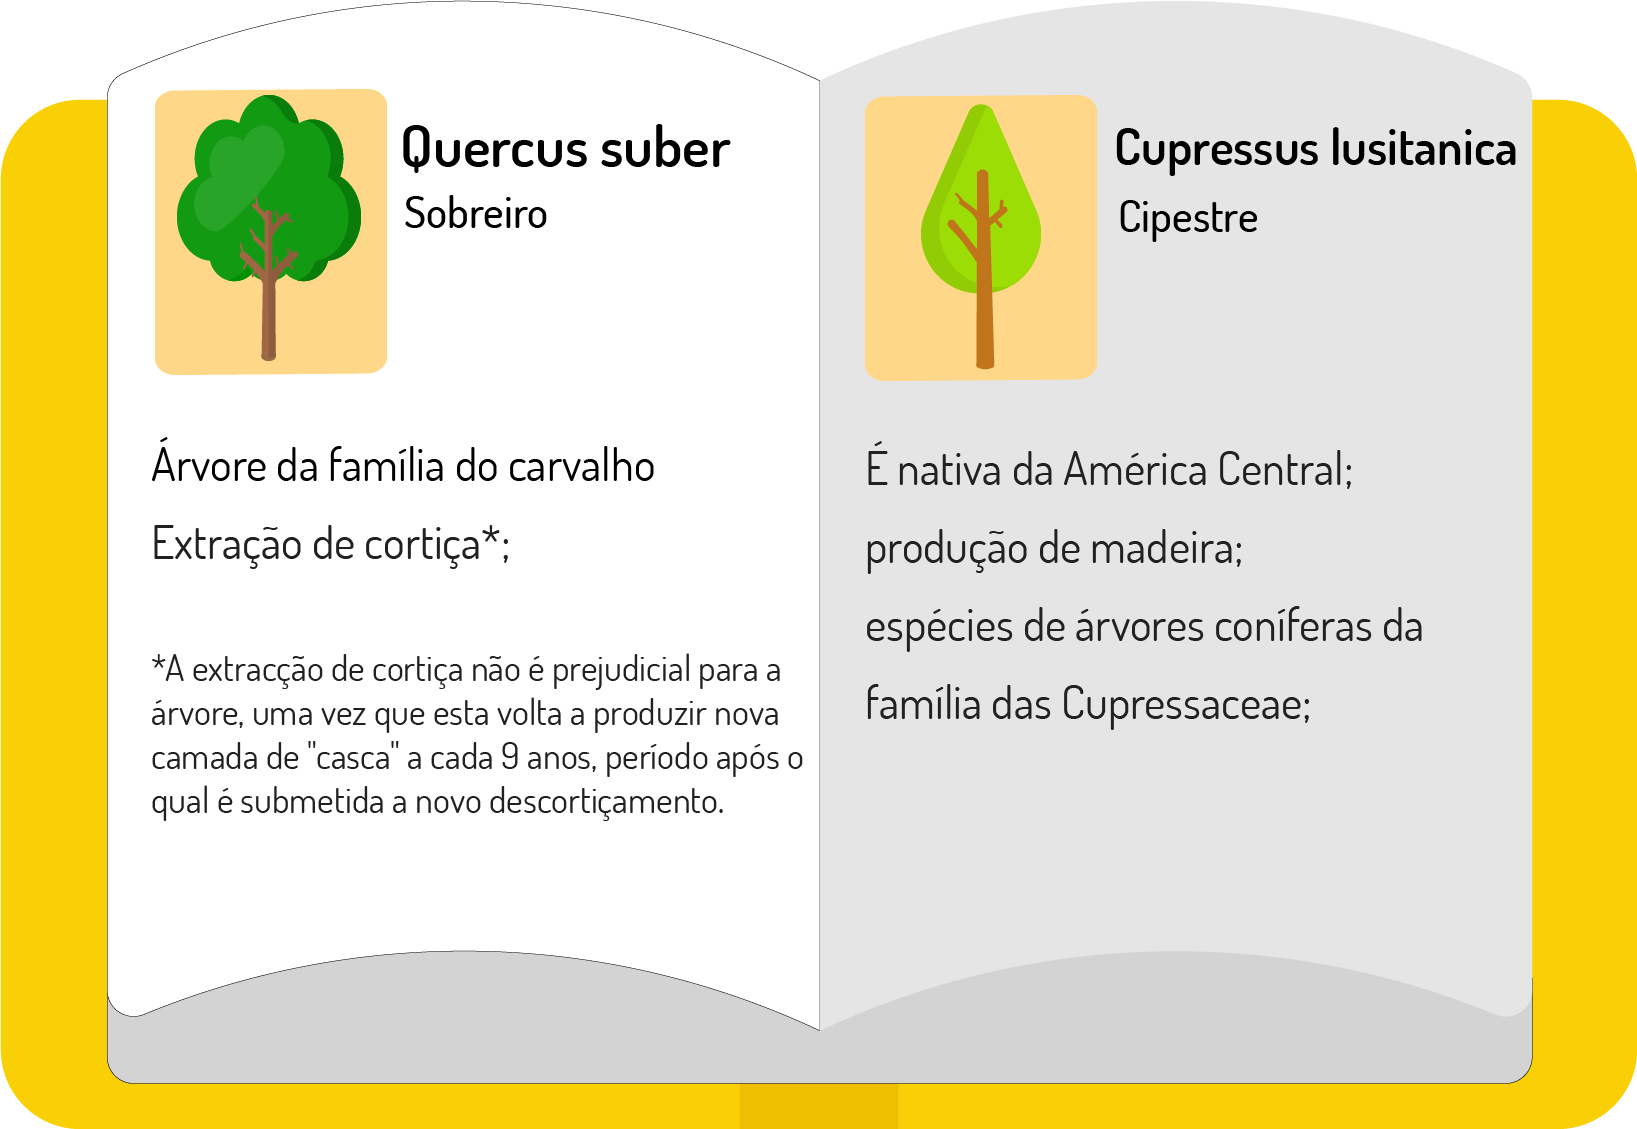 Quercus suber
Sobreiro
Árvore da família do carvalho
Extração de cortiça*;
*A extracção de cortiça não é prejudicial para a
árvore, uma vez que esta volta a produzir nova
camada de "casca" a cada 9 anos, período após o
qual é submetida a novo descortiçamento.
Cupressus lusitanica
Cipestre
É nativa da América Central;
produção de madeira;
espécies de árvores coníferas da
família das Cupressaceae;